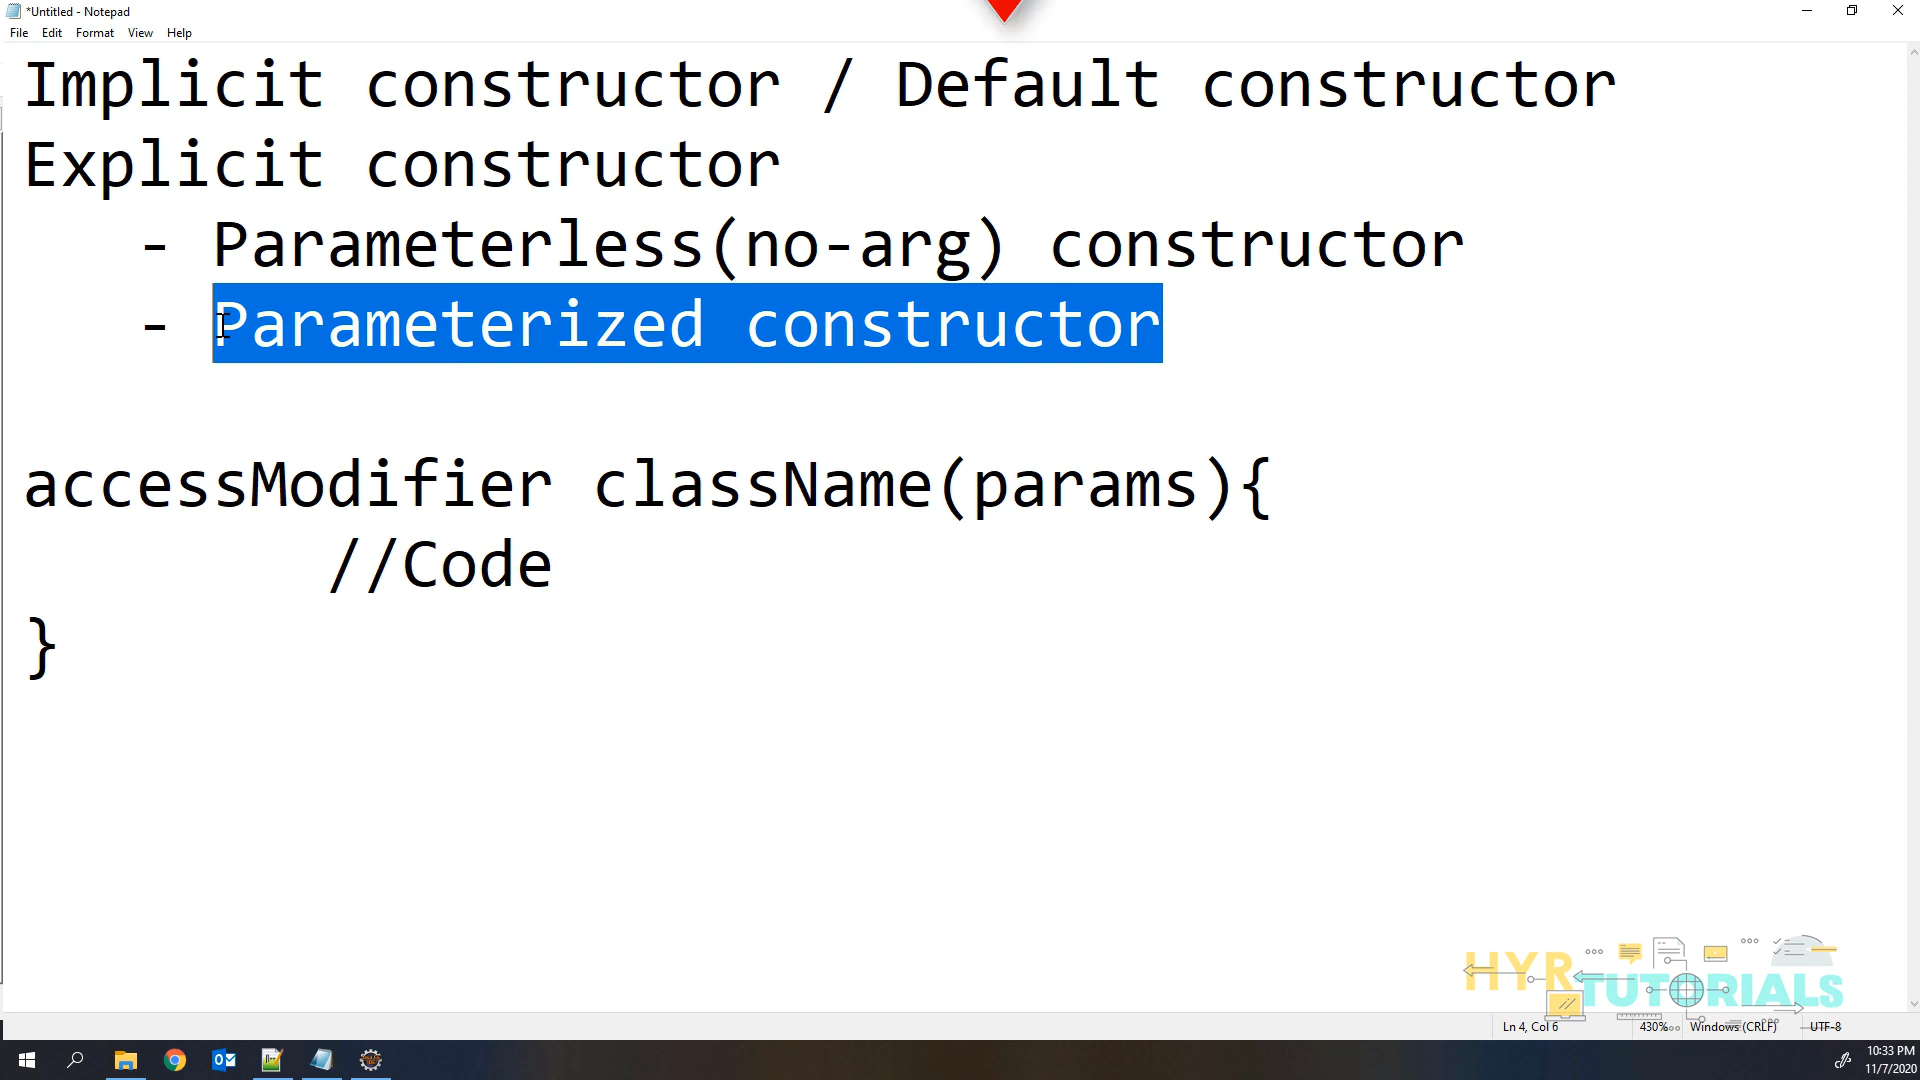 *Untitled - Notepad
File Edit Format View Help
Implicit constructor / Default constructor
Explicit constructor
- Parameterless(no-arg) constructor
- Parameterized constructor
accessModifier className(params){
//Code
}
HYR TUTORIALS
Ln 4, Col 6 430% Windows (CRLF) UTF-8
10:33 PM
11/7/2020